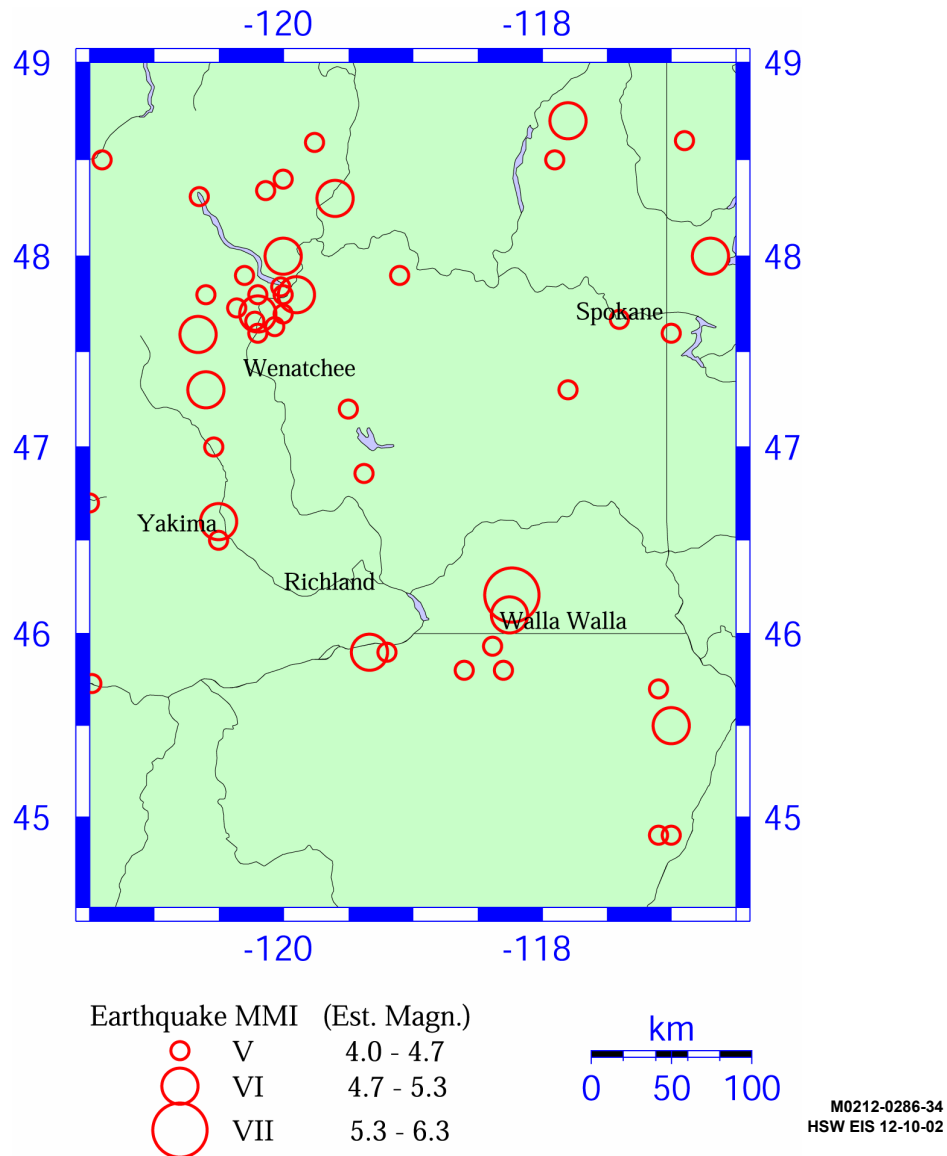 -120 -118
49 49
48 48
Spokane
Wenatchee
47 47
Yakima
Richland
Walla Walla
46 46
45 45
-120 -118
Earthquake MMI (Est. Magn.)
V 4.0 - 4.7
VI 4.7 - 5.3
VII 5.3 - 6.3
km
0 50 100
M0212-0286-34
HSW EIS 12-10-02